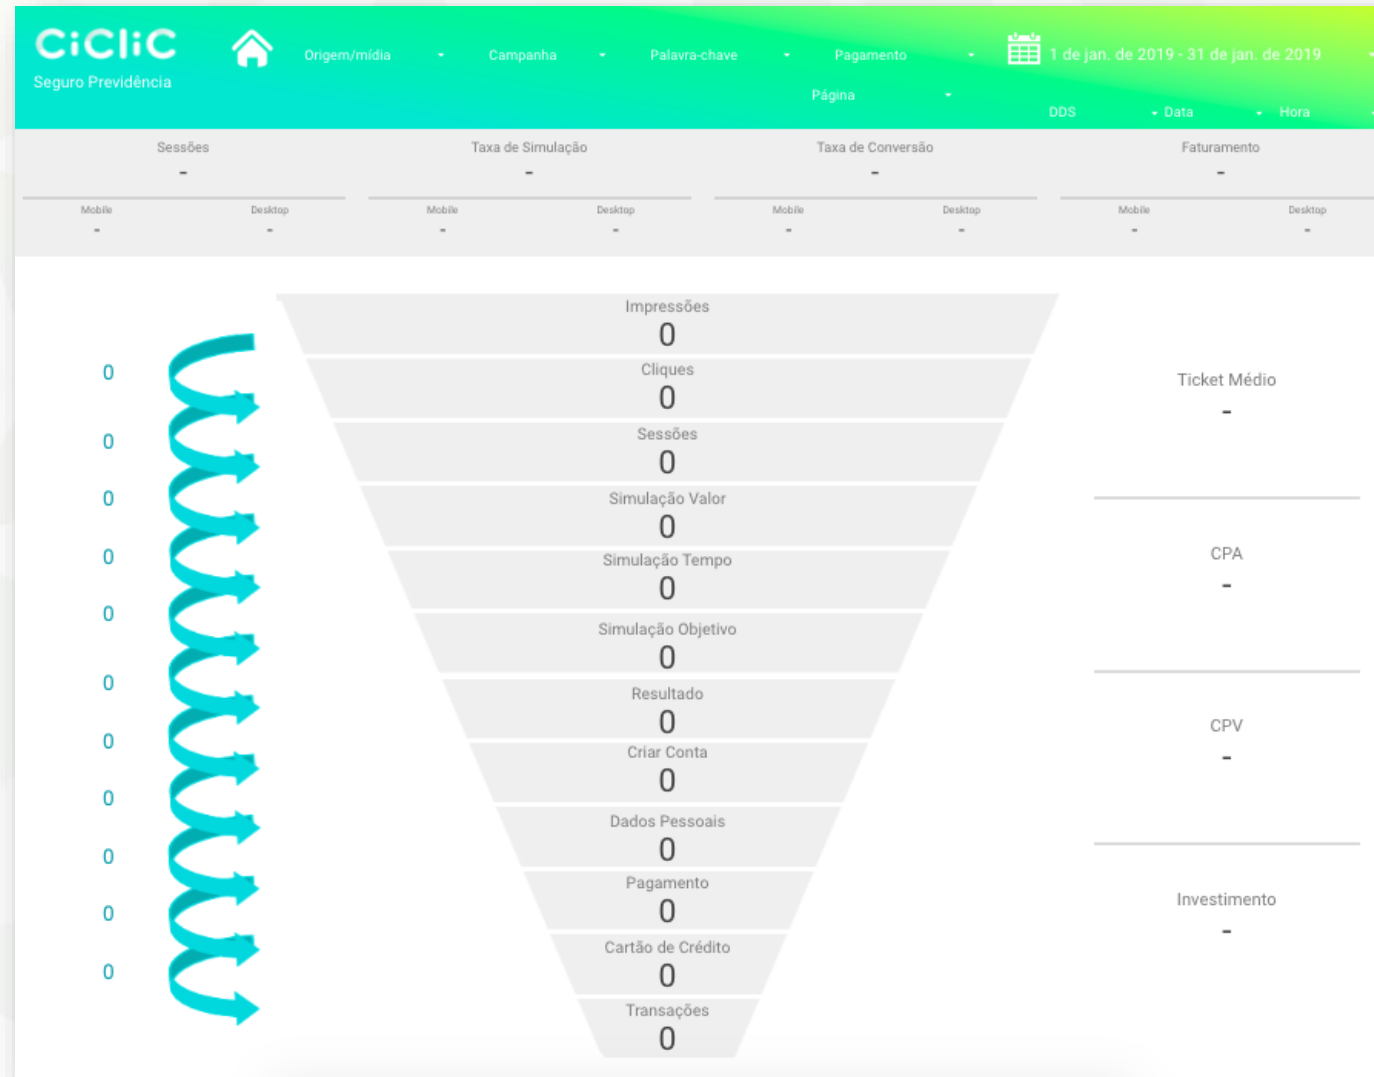 CiCliC
Seguro Previdência
Origem/mídia Campanha Palavra-chave Pagamento 1 de jan. de 2019 - 31 de jan. de 2019
Página
DDS Data Hora
Sessões Taxa de Simulação Taxa de Conversão Faturamento
- - - -
Mobile Desktop Mobile Desktop Mobile Desktop Mobile Desktop
- - - - - - - -
Impressões
0
Cliques
0
Sessões
0
Simulação Valor
0
Simulação Tempo
0
Simulação Objetivo
0
Resultado
0
Criar Conta
0
Dados Pessoais
0
Pagamento
0
Cartão de Crédito
0
Transações
0
0
0
0
0
0
0
0
0
0
0
0
Ticket Médio
-
CPA
-
CPV
-
Investimento
-